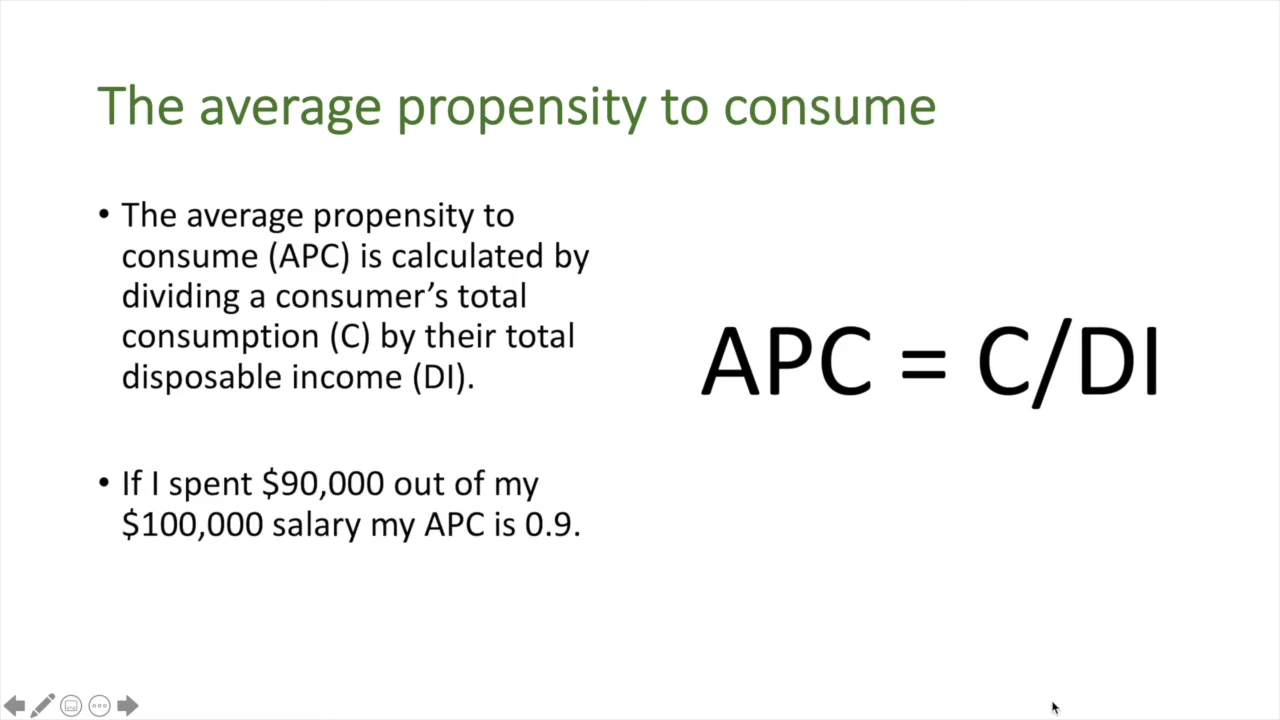 The average propensity to consume
• The average propensity to
consume (APC) is calculated by
dividing a consumer’s total
consumption (C) by their total
disposable income (DI).
• If I spent $90,000 out of my
$100,000 salary my APC is 0.9.
APC = C/DI